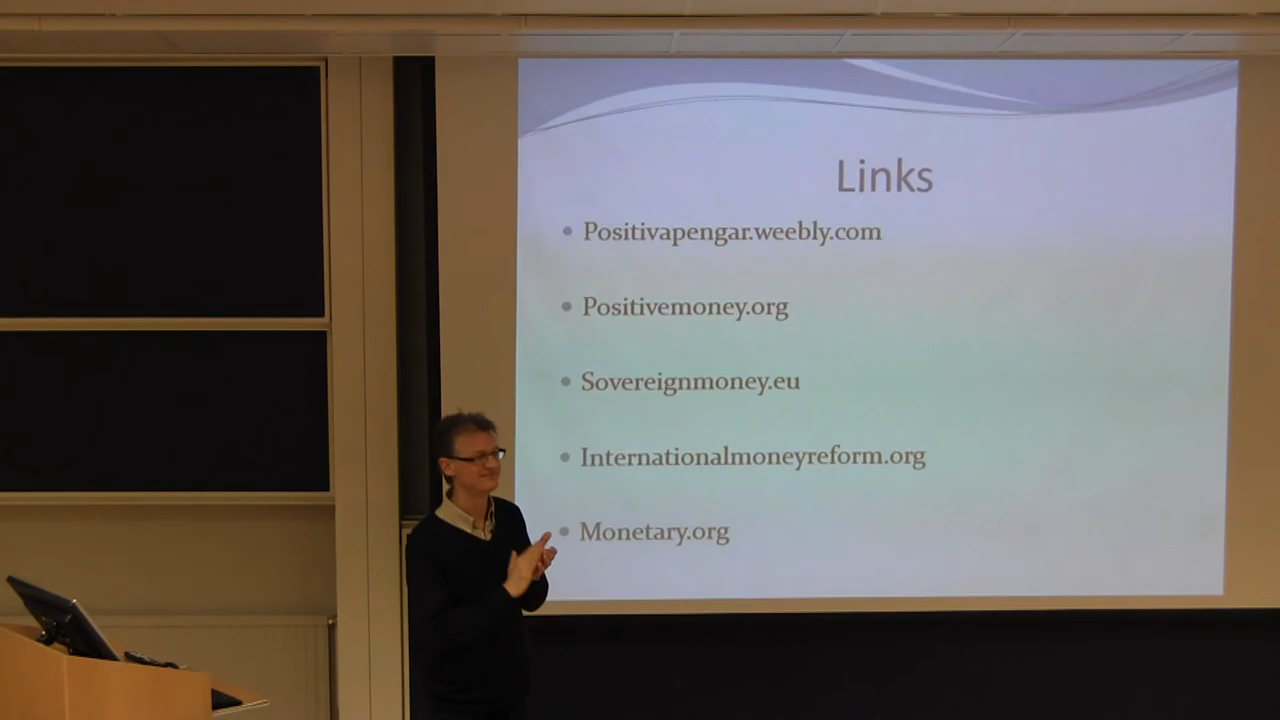 Links
Positivapengar.weebly.com
Positivemoney.org
Sovereignmoney.eu
Internationalmoneyreform.org
Monetary.org